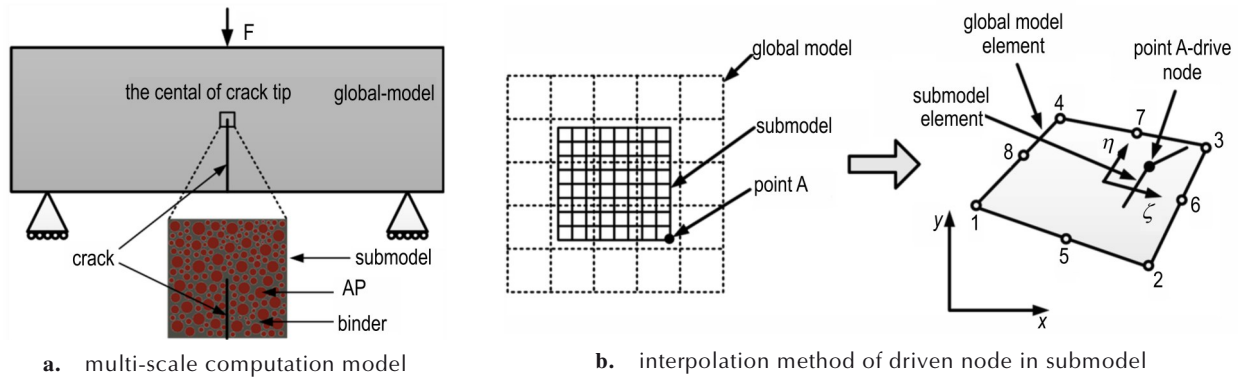 F
the cental of crack tip
global-model
crack
submodel
AP
binder
a. multi-scale computation model
global model
submodel
point A
global model
element
point A-drive
node
submodel
element
4
7
3
η
8
6
ζ
1
5
2
y
x
b. interpolation method of driven node in submodel